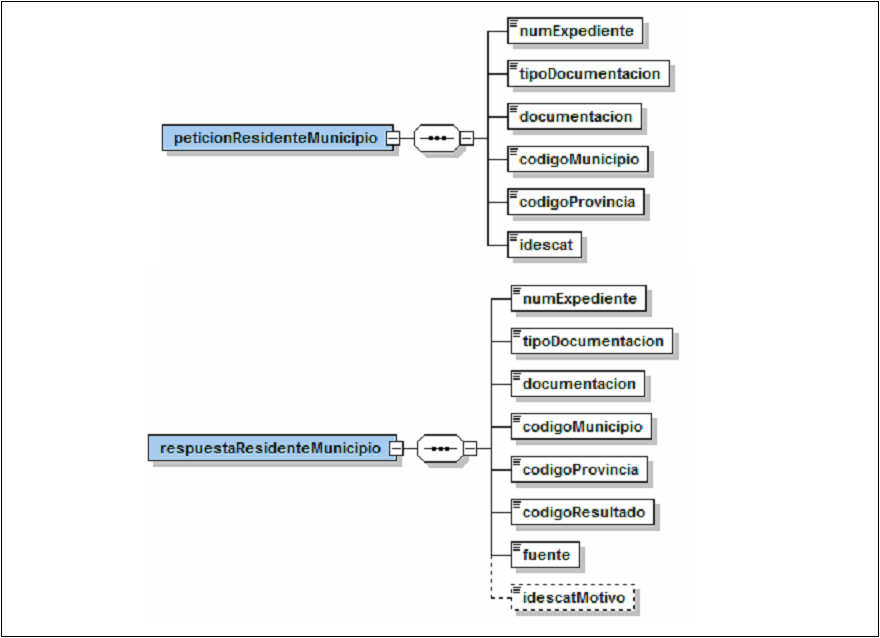 numExpediente
tipoDocumentacion
documentacion
peticionResidenteMunicipio
codigoMunicipio
codigoProvincia
idescat
numExpediente
tipoDocumentacion
documentacion
codigoMunicipio
respuestaResidenteMunicipio
codigoProvincia
codigoResultado
fuente
idescatMotivo